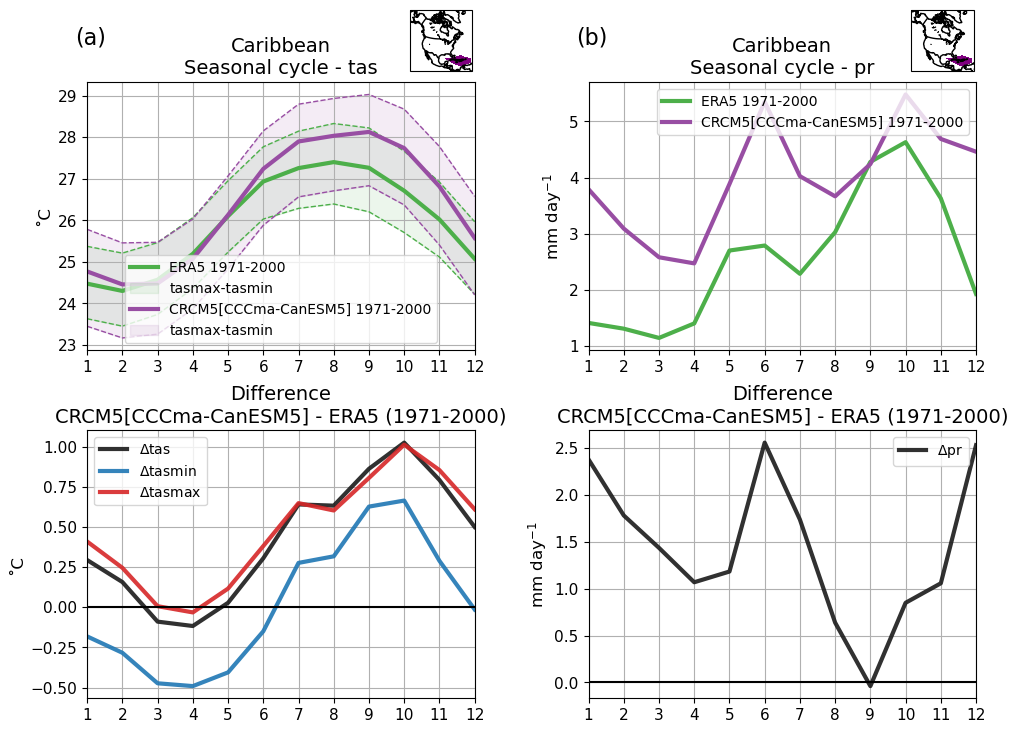 (a)
Caribbean
Seasonal cycle - tas
29
28
27
26
25
24
23
˚C
ERA5 1971-2000
tasmax-tasmin
CRCM5[CCCma-CanESM5] 1971-2000
tasmax-tasmin
1 2 3 4 5 6 7 8 9 10 11 12
(b)
Caribbean
Seasonal cycle - pr
5
4
3
2
1
mm day⁻¹
ERA5 1971-2000
CRCM5[CCCma-CanESM5] 1971-2000
1 2 3 4 5 6 7 8 9 10 11 12
Difference
CRCM5[CCCma-CanESM5] - ERA5 (1971-2000)
1.00
0.75
0.50
0.25
0.00
−0.25
−0.50
˚C
Δtas
Δtasmin
Δtasmax
1 2 3 4 5 6 7 8 9 10 11 12
Difference
CRCM5[CCCma-CanESM5] - ERA5 (1971-2000)
2.5
2.0
1.5
1.0
0.5
0.0
mm day⁻¹
Δpr
1 2 3 4 5 6 7 8 9 10 11 12